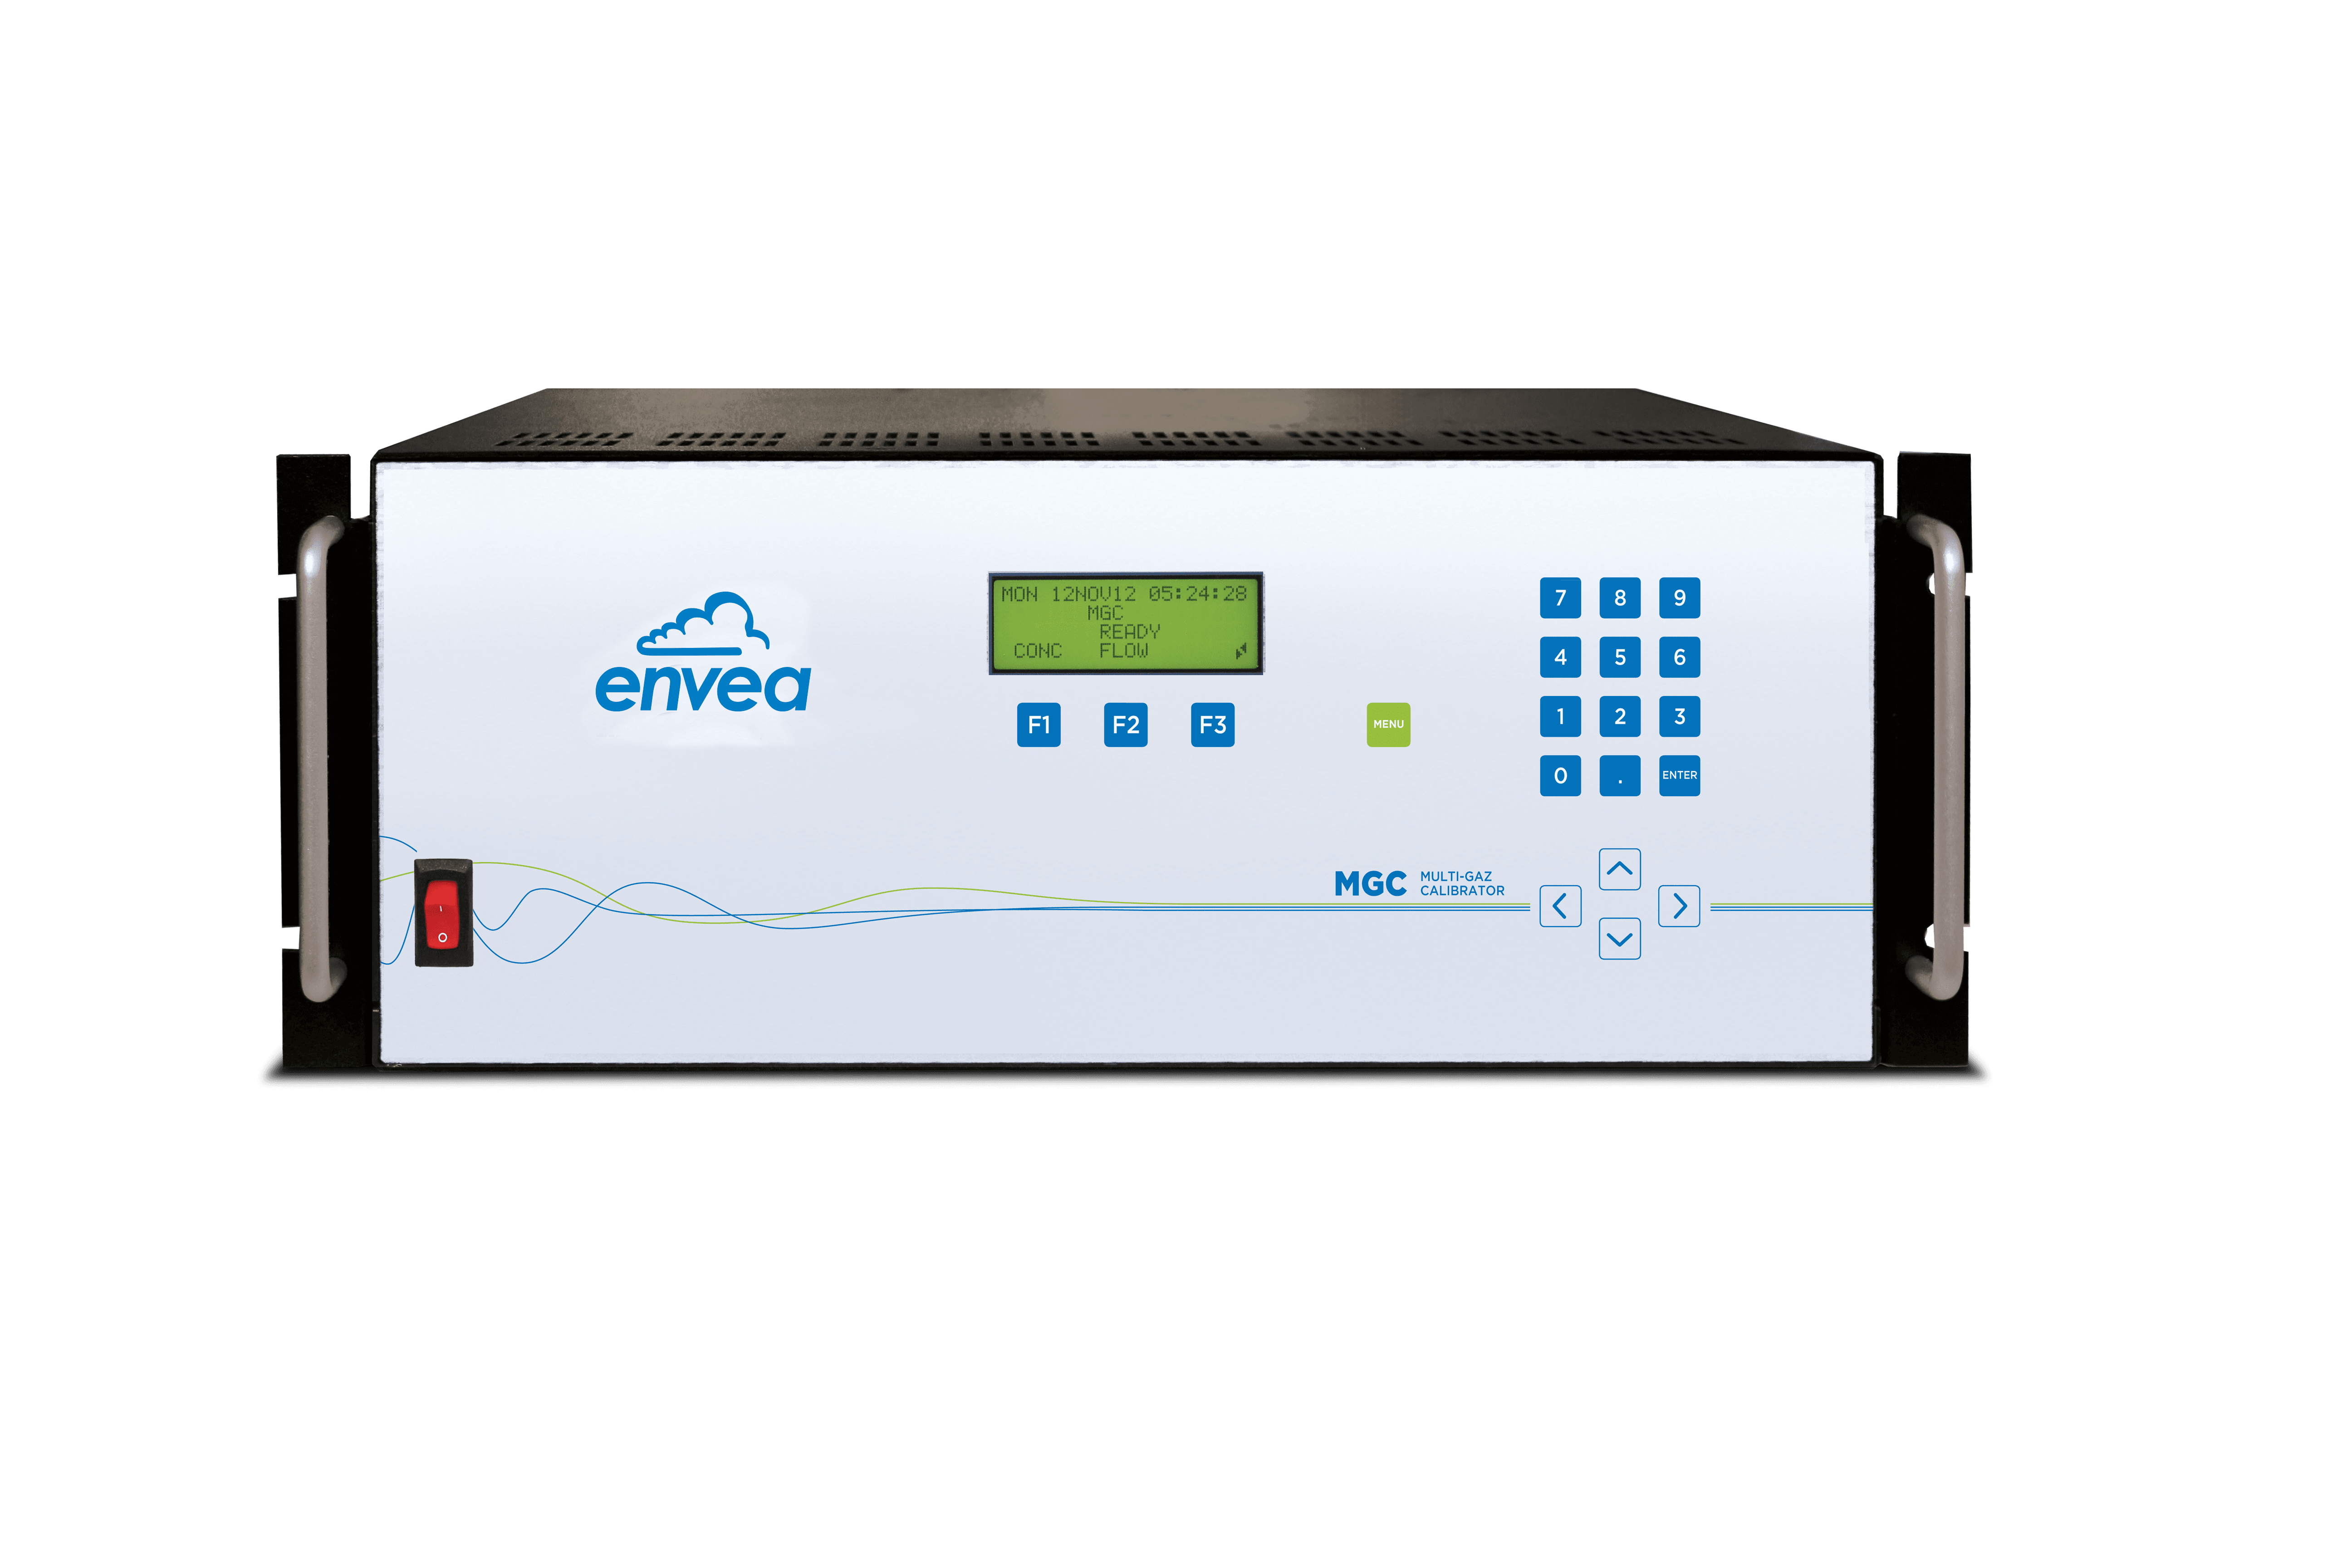 envea
MON 12NOV12 05:24:28
MGC
READY
CONC FLOW
F1 F2 F3
MENU
7 8 9
4 5 6
1 2 3
0 . ENTER
MGC MULTI-GAZ
CALIBRATOR
I
O